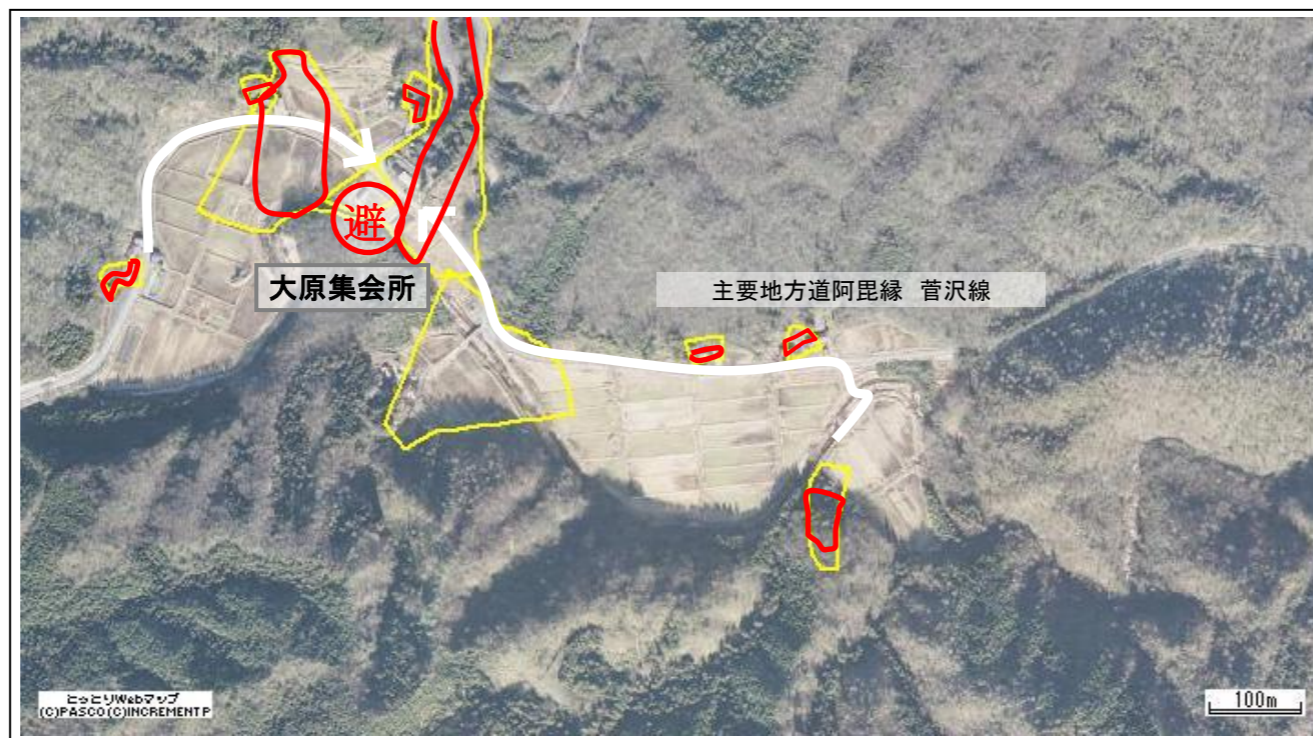 避
大原集会所
主要地方道阿毘縁 菅沢線
とっとりWebマップ
(C)PASCO(C)INCREMENT P
100m